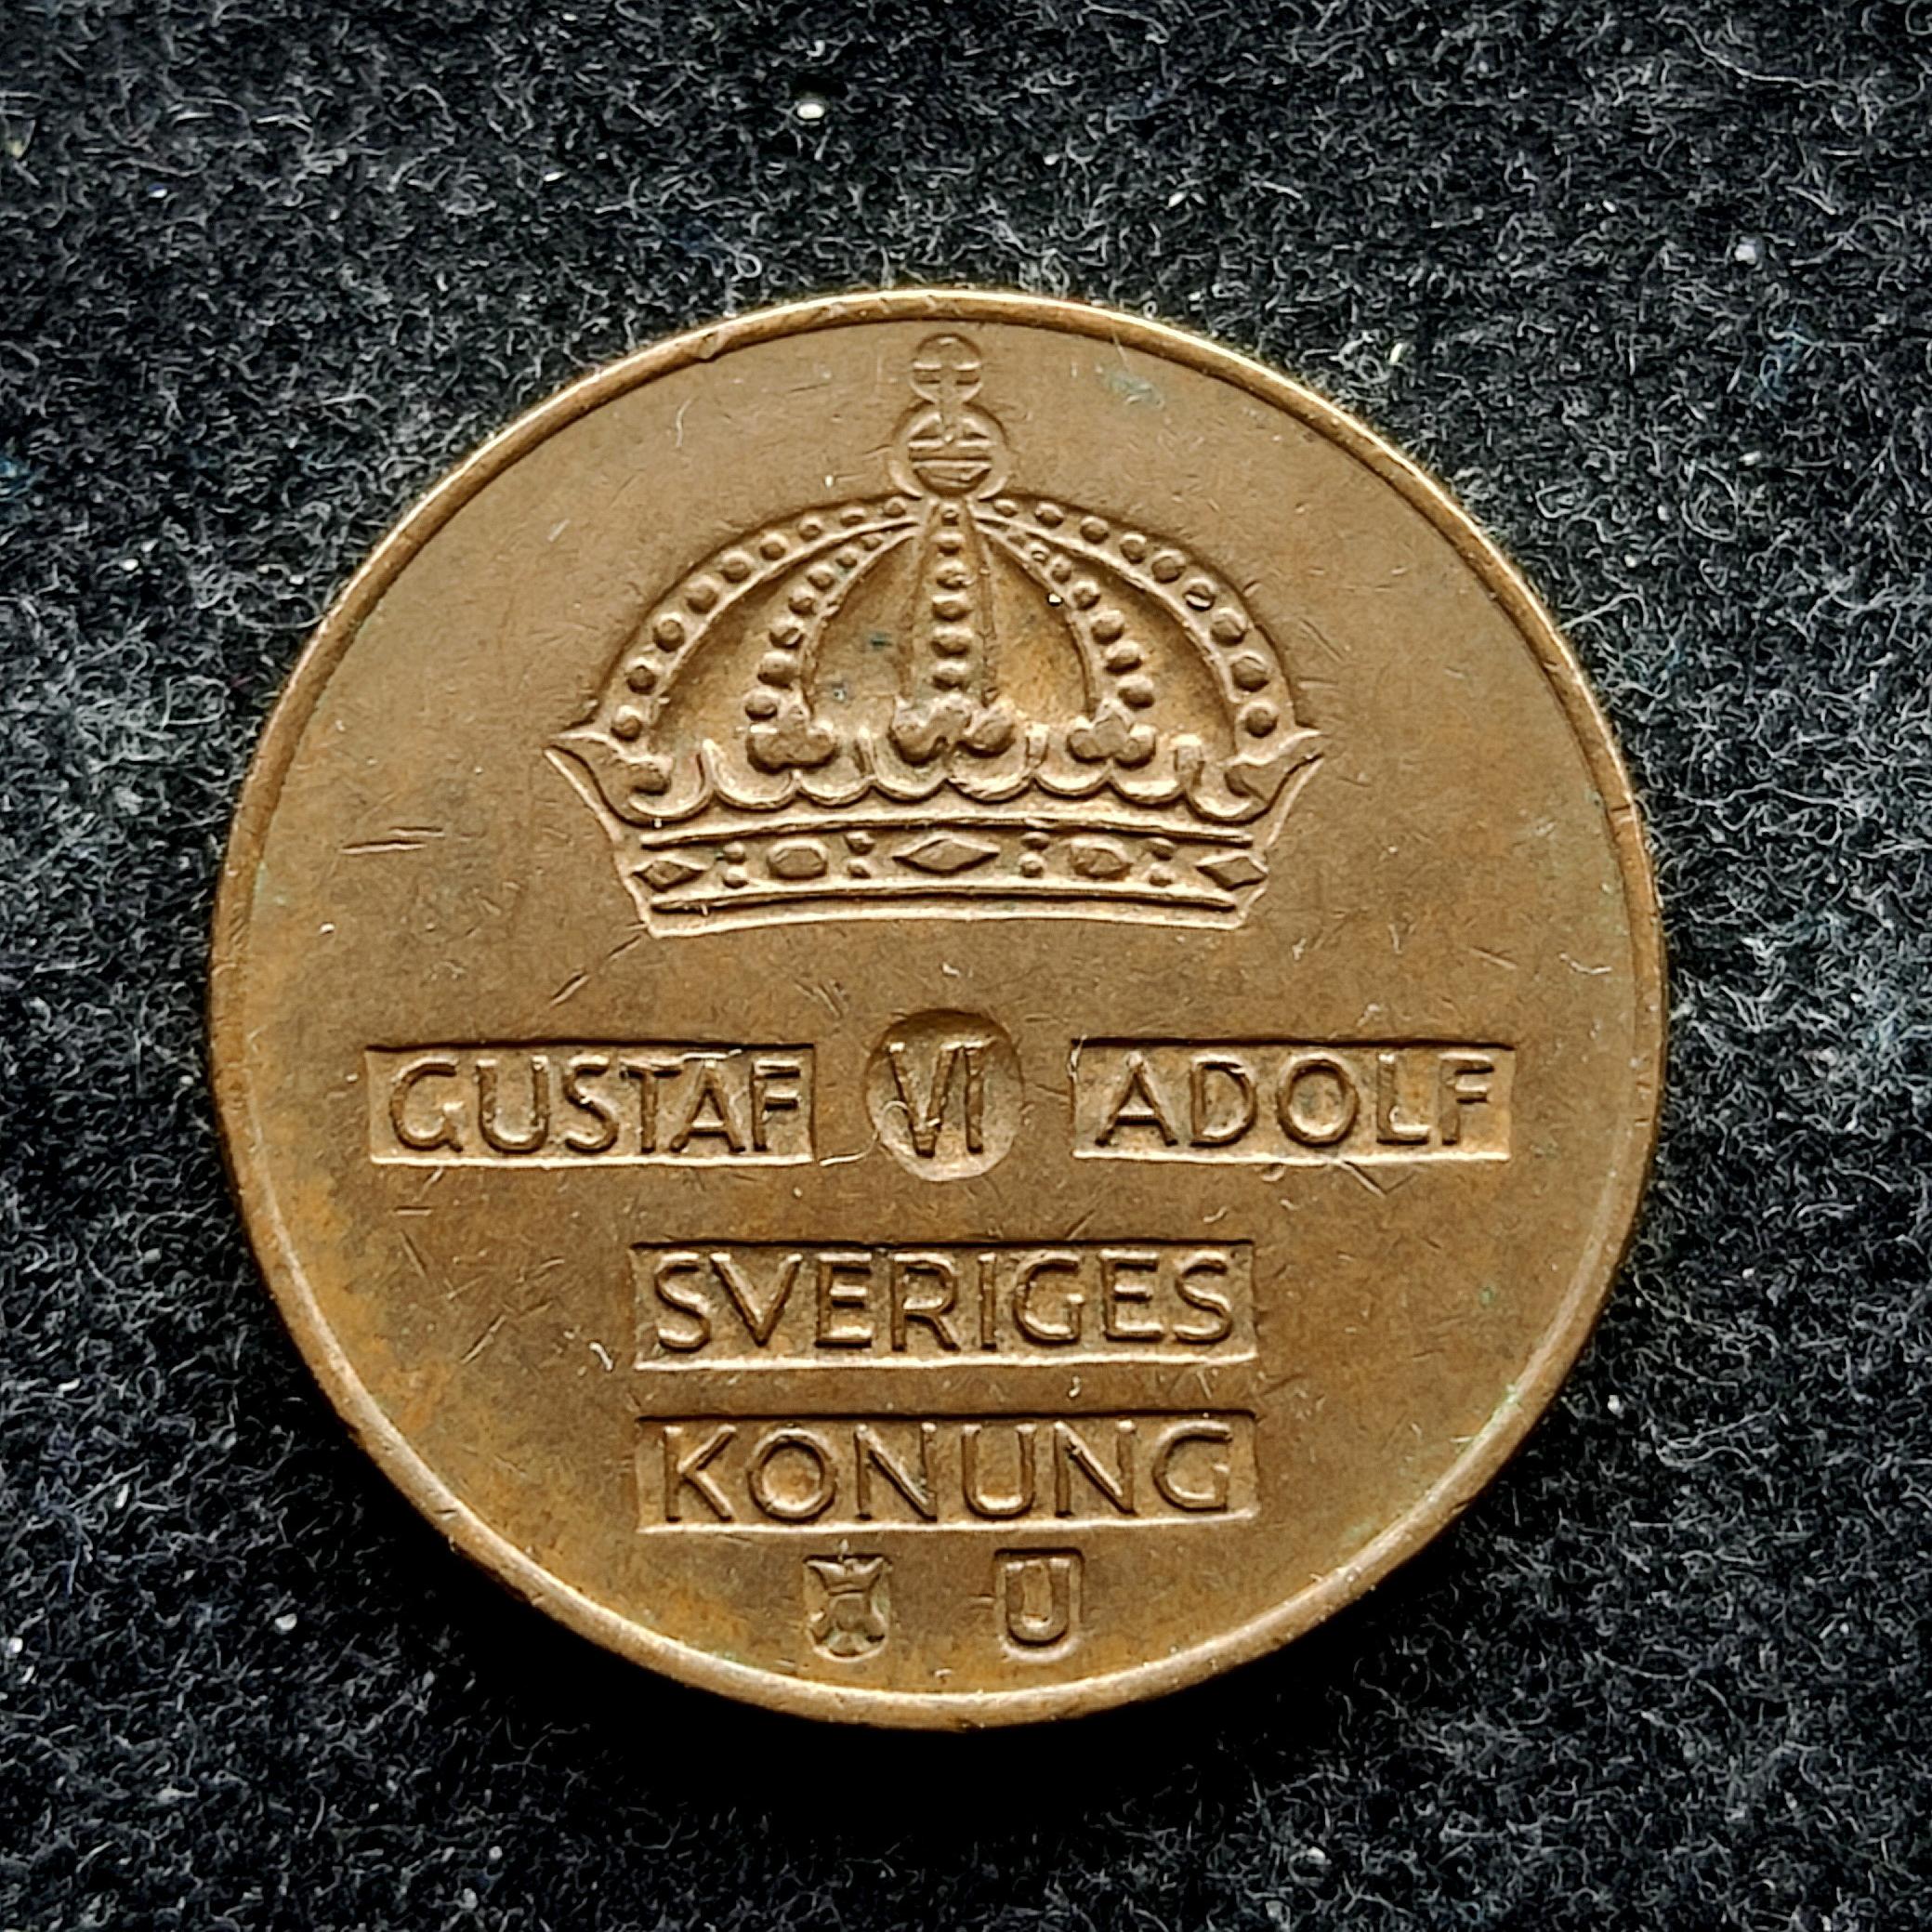 GUSTAF VI ADOLF
SVERIGES
KONUNG
U